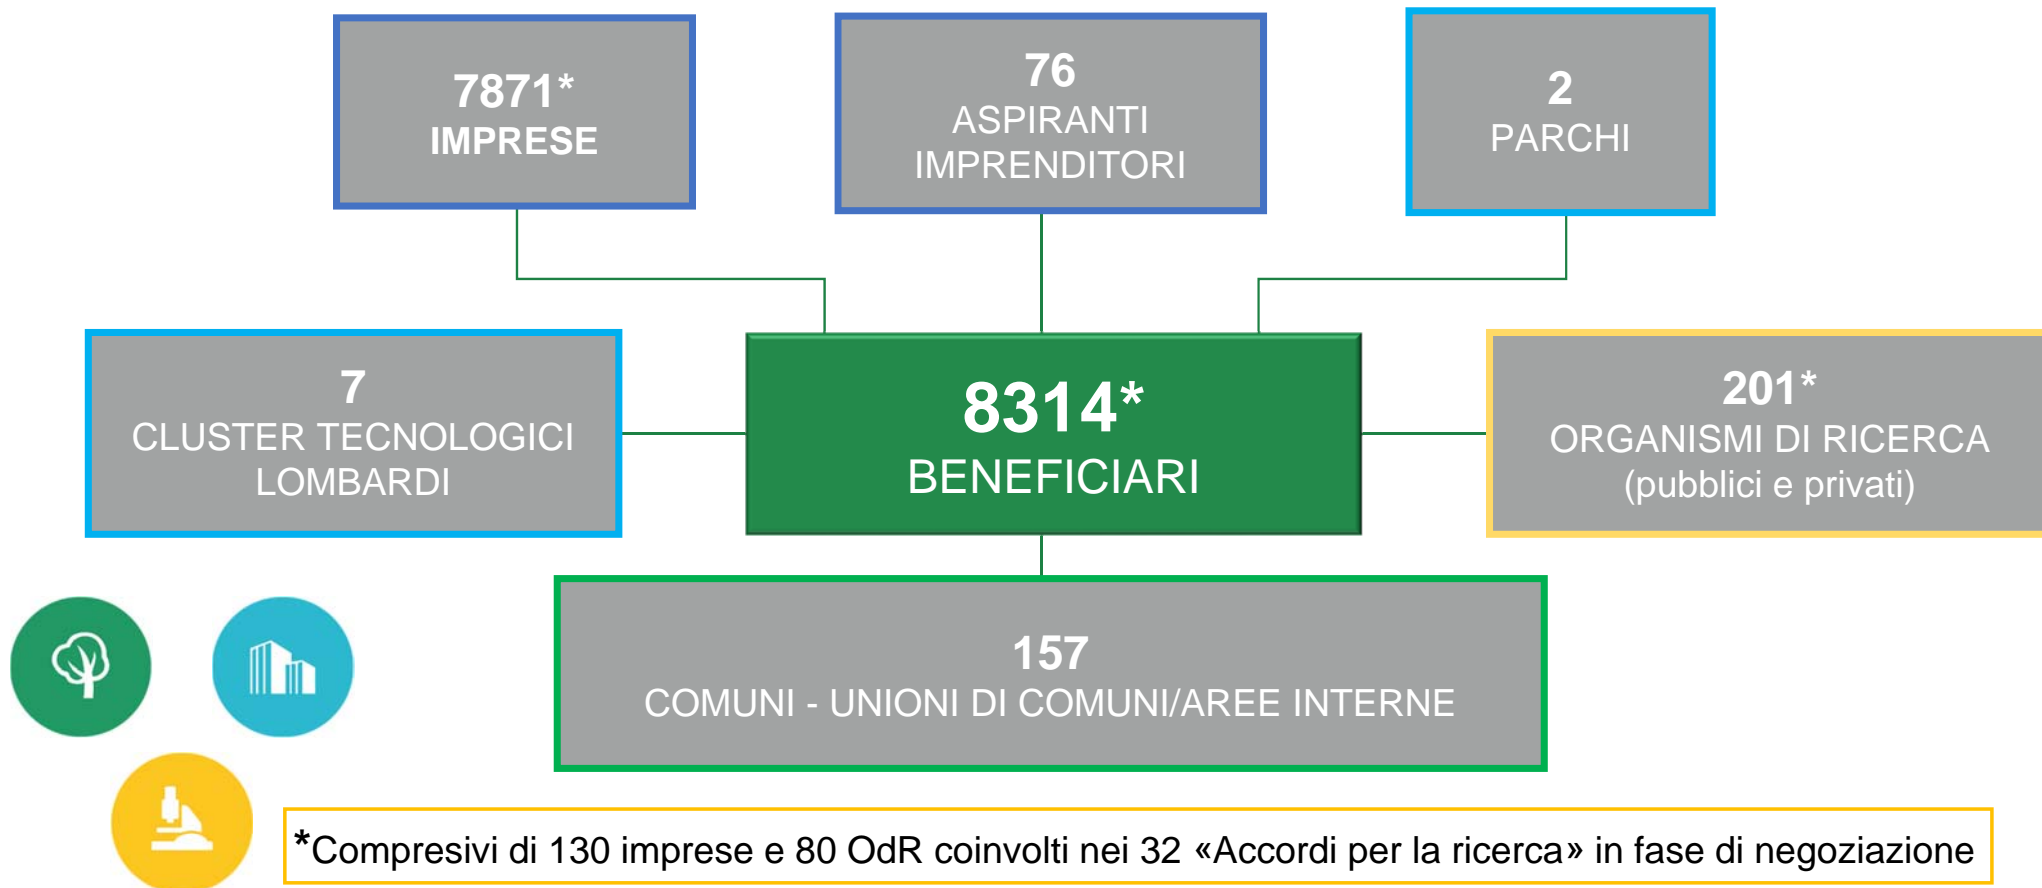 7871*
IMPRESE
76
ASPIRANTI
IMPRENDITORI
2
PARCHI
7
CLUSTER TECNOLOGICI
LOMBARDI
8314*
BENEFICIARI
201*
ORGANISMI DI RICERCA
(pubblici e privati)
157
COMUNI - UNIONI DI COMUNI/AREE INTERNE
*Compresivi di 130 imprese e 80 OdR coinvolti nei 32 «Accordi per la ricerca» in fase di negoziazione